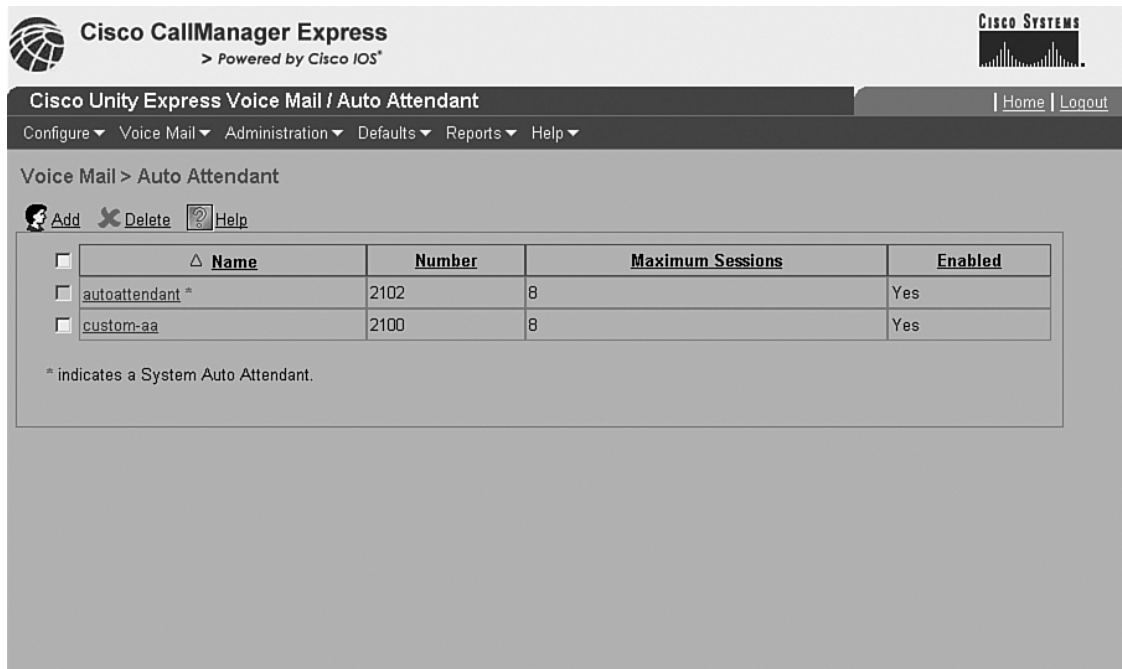 Cisco CallManager Express
> Powered by Cisco IOS®
CISCO SYSTEMS
Cisco Unity Express Voice Mail / Auto Attendant
| Home | Logout
Configure Voice Mail Administration Defaults Reports Help
Voice Mail > Auto Attendant
Add Delete ? Help
Name Number Maximum Sessions Enabled
autoattendant * 2102 8 Yes
custom-aa 2100 8 Yes
* indicates a System Auto Attendant.